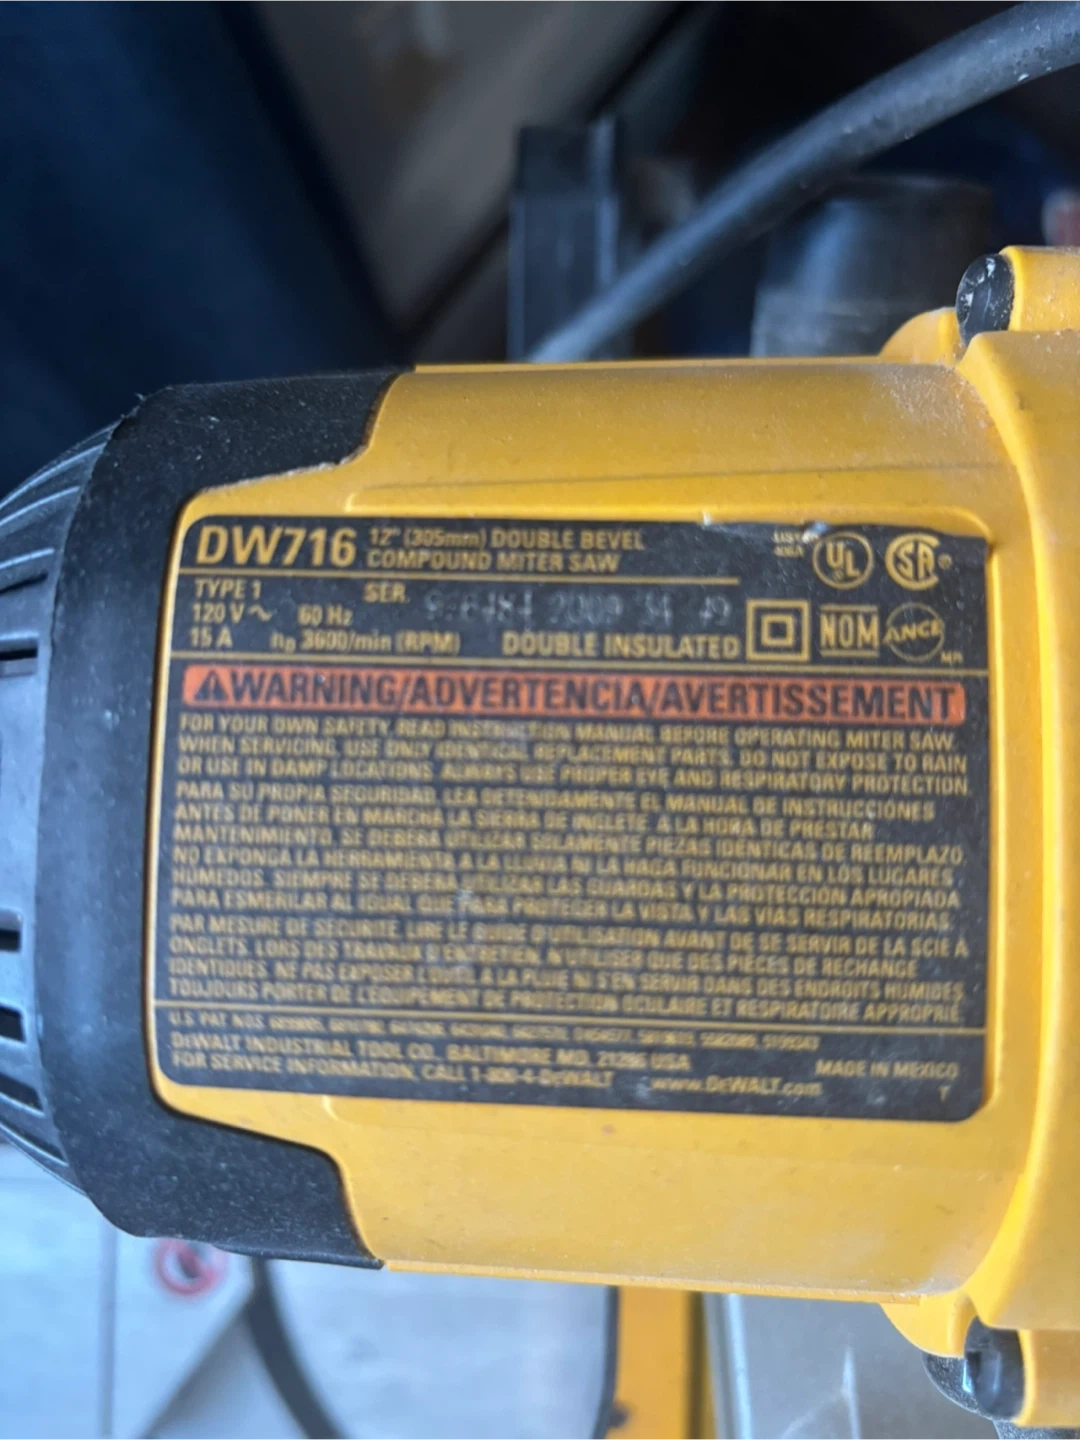 DW716 12" (305mm) DOUBLE BEVEL
COMPOUND MITER SAW
LISTED
UL
SA
TYPE 1 SER. 2009 34 49
120 V ~ 60 Hz
15 A n₀ 3600/min (RPM) DOUBLE INSULATED
NOM ANCE
MR
WARNING/ADVERTENCIA/AVERTISSEMENT
FOR YOUR OWN SAFETY, READ INSTRUCTION MANUAL BEFORE OPERATING MITER SAW.
WHEN SERVICING, USE ONLY IDENTICAL REPLACEMENT PARTS. DO NOT EXPOSE TO RAIN
OR USE IN DAMP LOCATIONS. ALWAYS USE PROPER EYE AND RESPIRATORY PROTECTION.
PARA SU PROPIA SEGURIDAD, LEA DETENIDAMENTE EL MANUAL DE INSTRUCCIONES
ANTES DE PONER EN MARCHA LA SIERRA DE INGLETE. A LA HORA DE PRESTAR
MANTENIMIENTO, SE DEBERÁ UTILIZAR SOLAMENTE PIEZAS IDÉNTICAS DE REEMPLAZO.
NO EXPONGA LA HERRAMIENTA A LA LLUVIA NI LA HAGA FUNCIONAR EN LOS LUGARES
HÚMEDOS. SIEMPRE SE DEBERÁ UTILIZAR LAS GUARDAS Y LA PROTECCIÓN APROPIADA
PARA ESMERILAR AL IGUAL QUE PARA PROTEGER LA VISTA Y LAS VÍAS RESPIRATORIAS.
PAR MESURE DE SÉCURITÉ, LIRE LE GUIDE D'UTILISATION AVANT DE SE SERVIR DE LA SCIE À
ONGLETS. LORS DES TRAVAUX D'ENTRETIEN, N'UTILISER QUE DES PIÈCES DE RECHANGE
IDENTIQUES. NE PAS EXPOSER L'OUTIL À LA PLUIE NI S'EN SERVIR DANS DES ENDROITS HUMIDES.
TOUJOURS PORTER DE L'ÉQUIPEMENT DE PROTECTION OCULAIRE ET RESPIRATOIRE APPROPRIÉ.
U.S. PAT. NOS.
DeWALT INDUSTRIAL TOOL CO., BALTIMORE MD, 21286 USA
FOR SERVICE INFORMATION, CALL 1-800-4-DeWALT www.DeWALT.com
MADE IN MEXICO
T